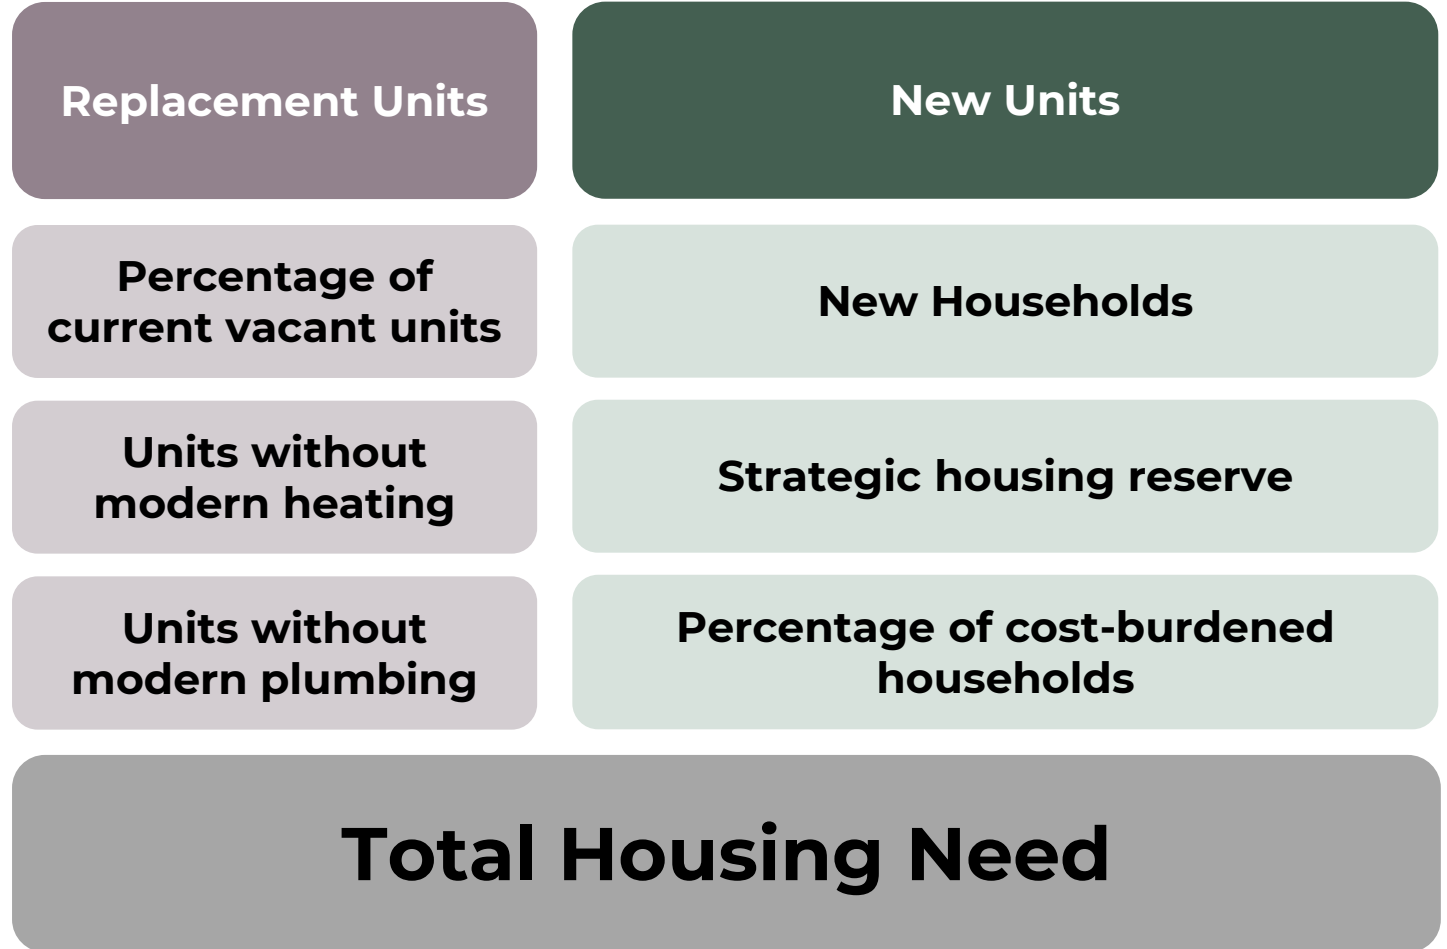 Replacement Units
New Units
Percentage of
current vacant units
New Households
Units without
modern heating
Strategic housing reserve
Units without
modern plumbing
Percentage of cost-burdened
households
Total Housing Need